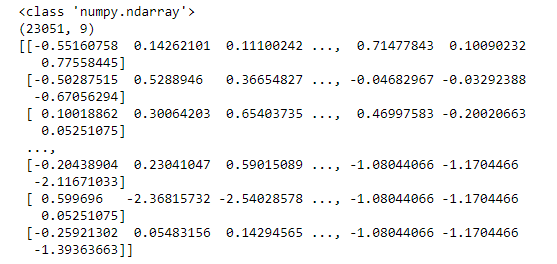 <class 'numpy.ndarray'>
(23051, 9)
[[-0.55160758  0.14262101  0.11100242 ...,  0.71477843  0.10090232
   0.77558445]
 [-0.50287515  0.5288946   0.36654827 ..., -0.04682967 -0.03292388
  -0.67056294]
 [ 0.10018862  0.30064203  0.65403735 ...,  0.46997583 -0.20020663
   0.05251075]
 ...,
 [-0.20438904  0.23041047  0.59015089 ..., -1.08044066 -1.1704466
  -2.11671033]
 [ 0.599696   -2.36815732 -2.54028578 ..., -1.08044066 -1.1704466
   0.05251075]
 [-0.25921302  0.05483156  0.14294565 ..., -1.08044066 -1.1704466
  -1.39363663]]